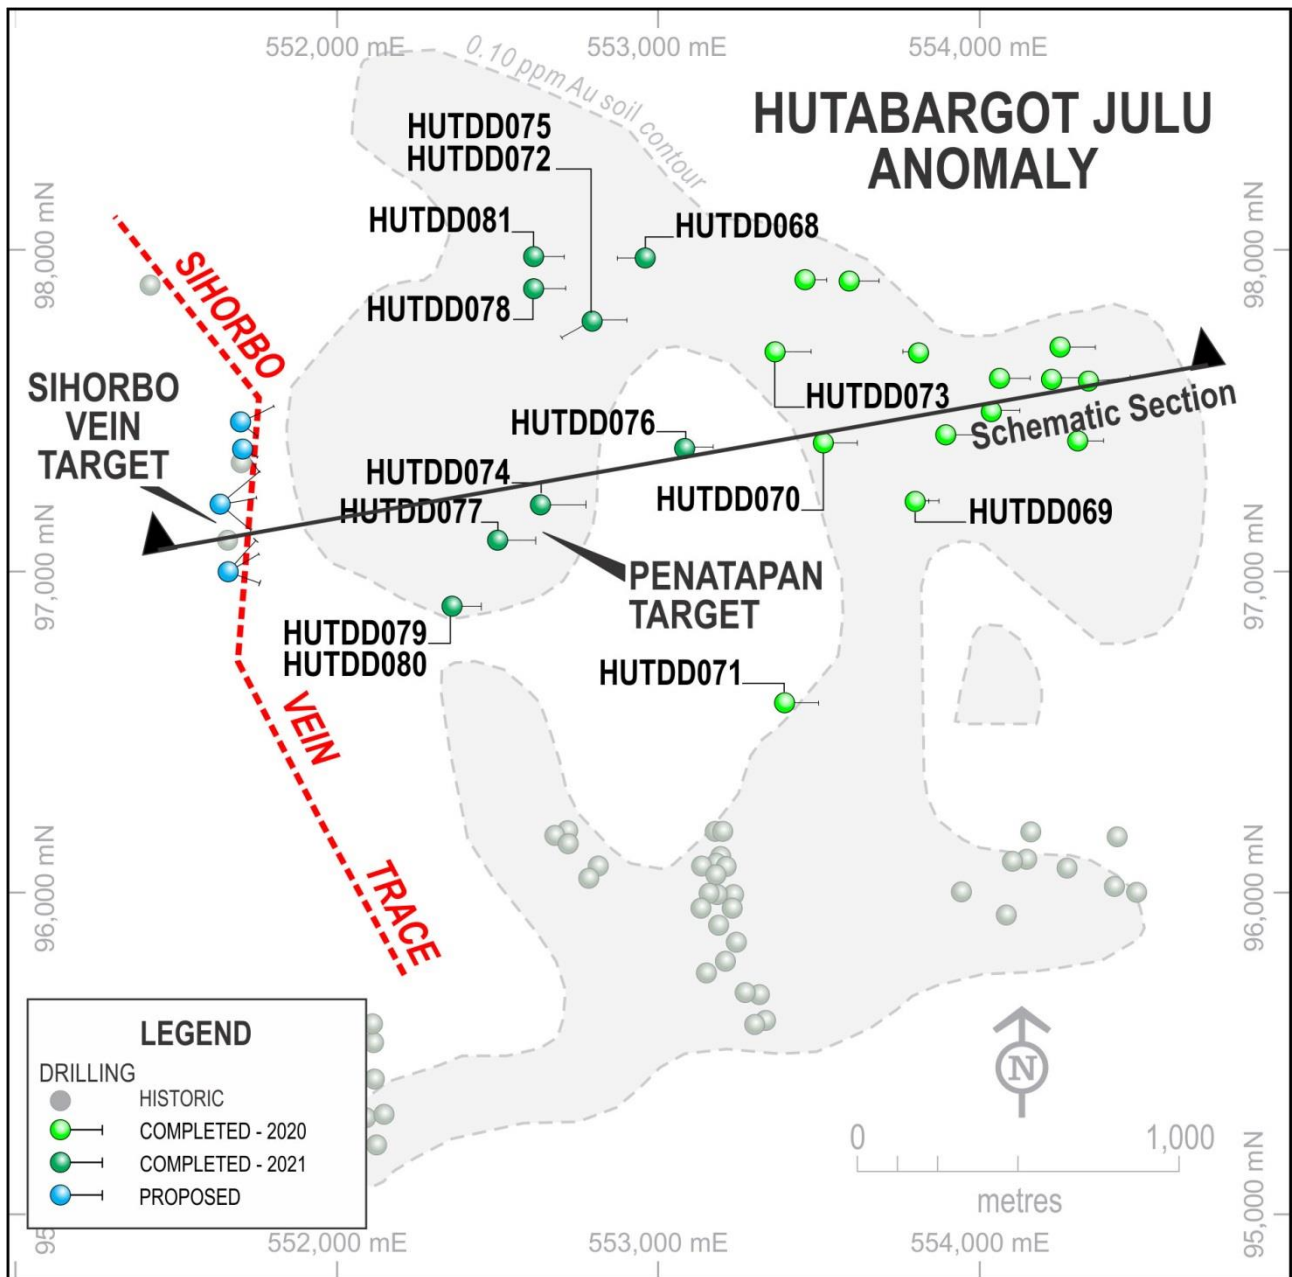 552,000 mE
553,000 mE
554,000 mE
0.10 ppm Au soil contour
HUTABARGOT JULU
ANOMALY
HUTDD075
HUTDD072
98,000 mN
98,000 mN
HUTDD081
HUTDD068
SIHORBO
HUTDD078
SIHORBO
VEIN
TARGET
HUTDD073
Schematic Section
HUTDD076
HUTDD074
HUTDD070
HUTDD077
HUTDD069
97,000 mN
97,000 mN
PENATAPAN
TARGET
HUTDD079
HUTDD080
HUTDD071
VEIN
TRACE
96,000 mN
96,000 mN
LEGEND
DRILLING
HISTORIC
COMPLETED - 2020
COMPLETED - 2021
PROPOSED
N
0
1,000
metres
95
95,000 mN
552,000 mE
553,000 mE
554,000 mE